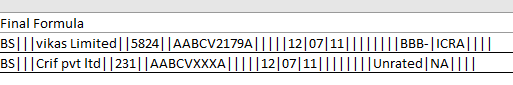 Final Formula
BS|||vikas Limited||5824||AABCV2179A|||||12|07|11||||||||BBB-|ICRA||||
BS|||Crif pvt ltd||231||AABCVXXXA|||||12|07|11||||||||Unrated|NA||||